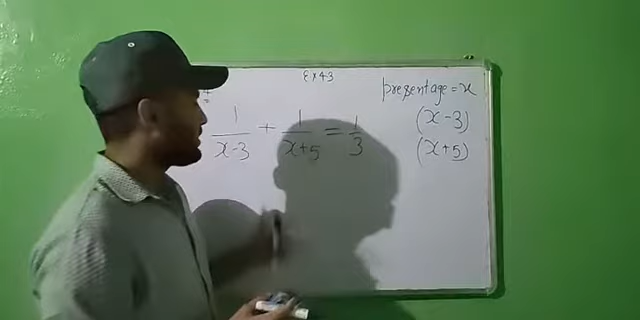 Ex 4.3
presentage = x
1/(x-3) + 1/(x+5) = 1/3
(x-3)
(x+5)